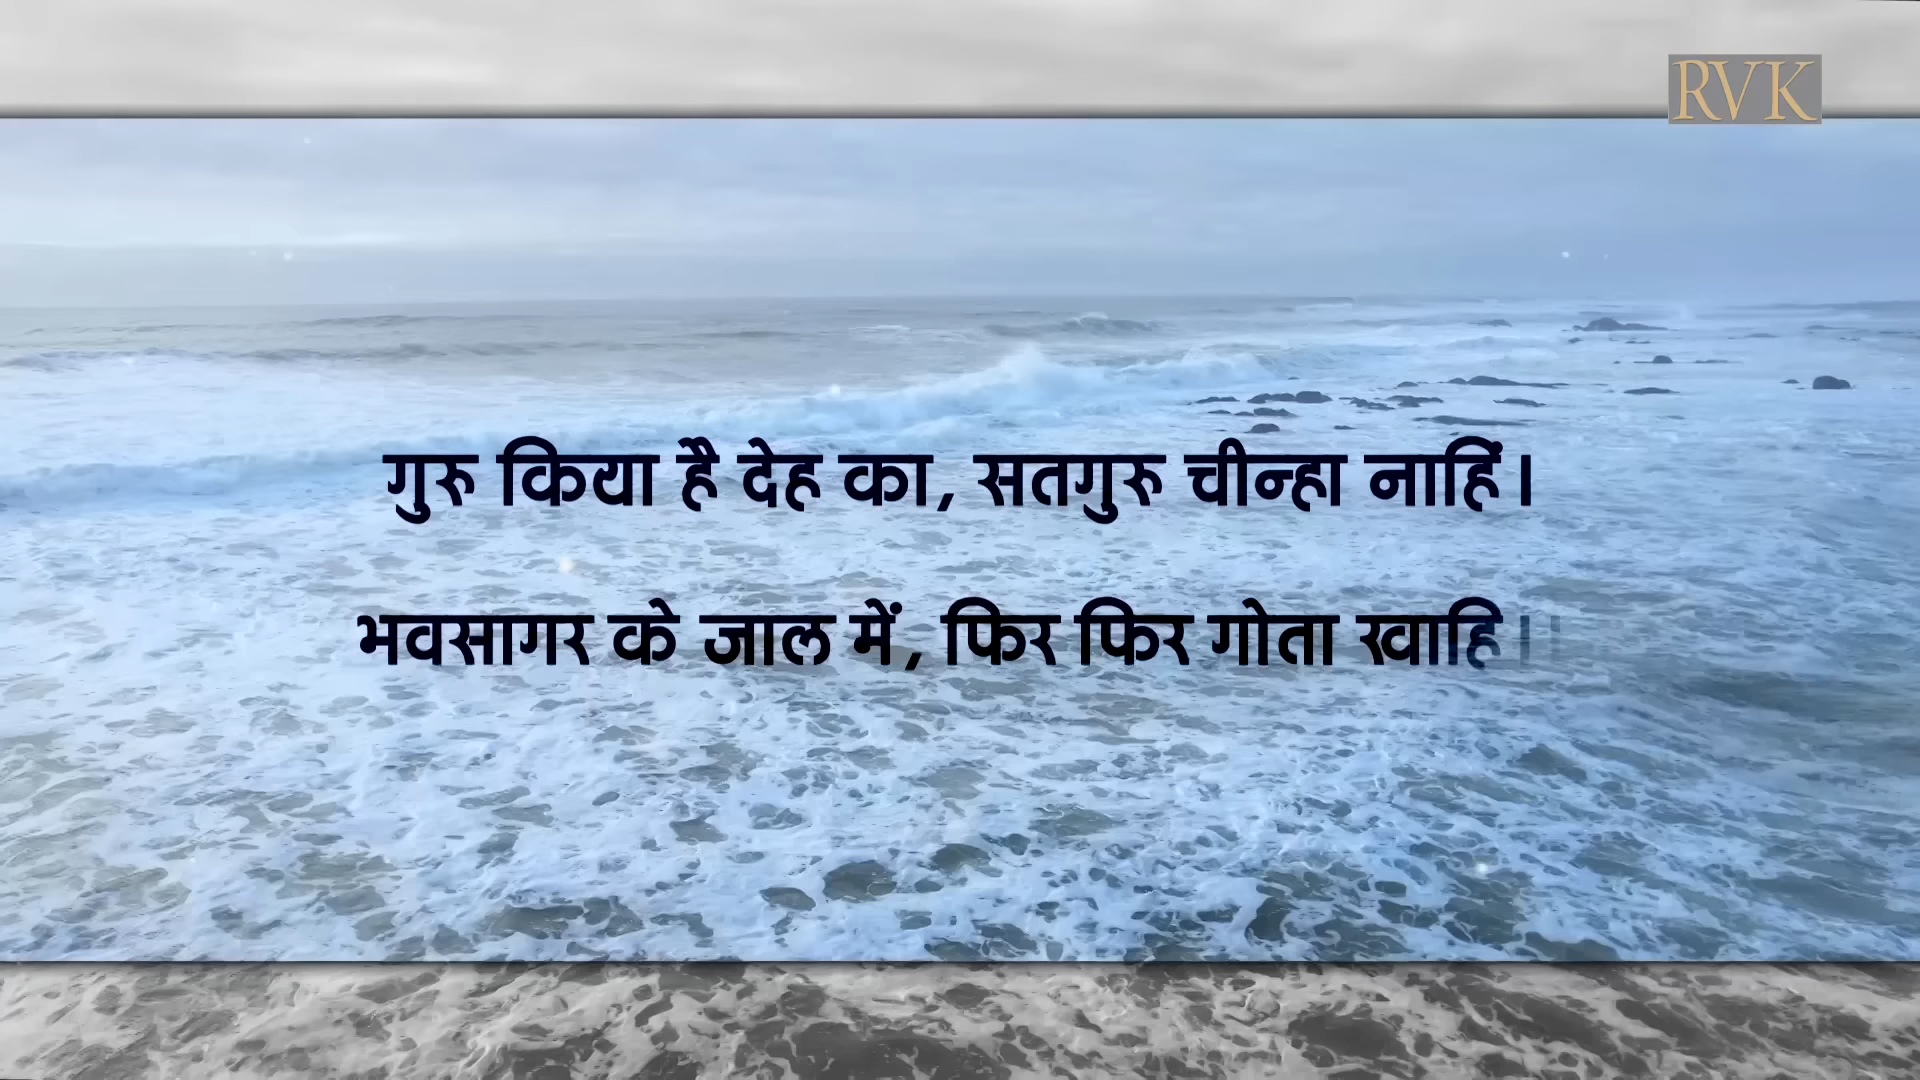 RVK
गुरू किया है देह का, सतगुरू चीन्हा नाहिं।
भवसागर के जाल में, फिर फिर गोता खाहि॥